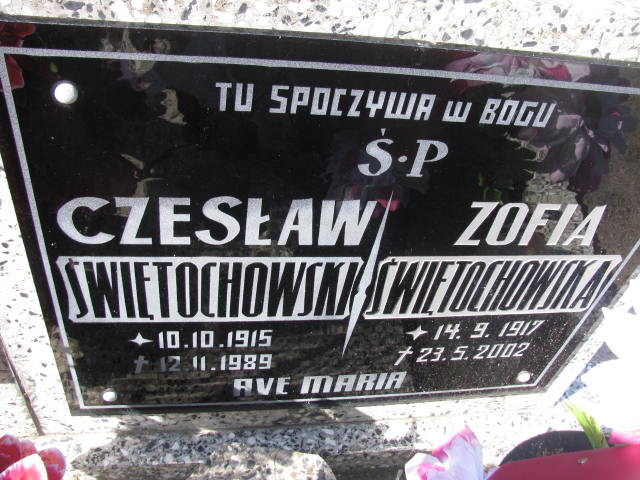 TU SPOCZYWA W BOGU
Ś.P
CZESŁAW ZOFIA
ŚWIĘTOCHOWSKI ŚWIĘTOCHOWSKA
10.10.1915 14.9.1917
12.11.1989 23.5.2002
AVE MARIA